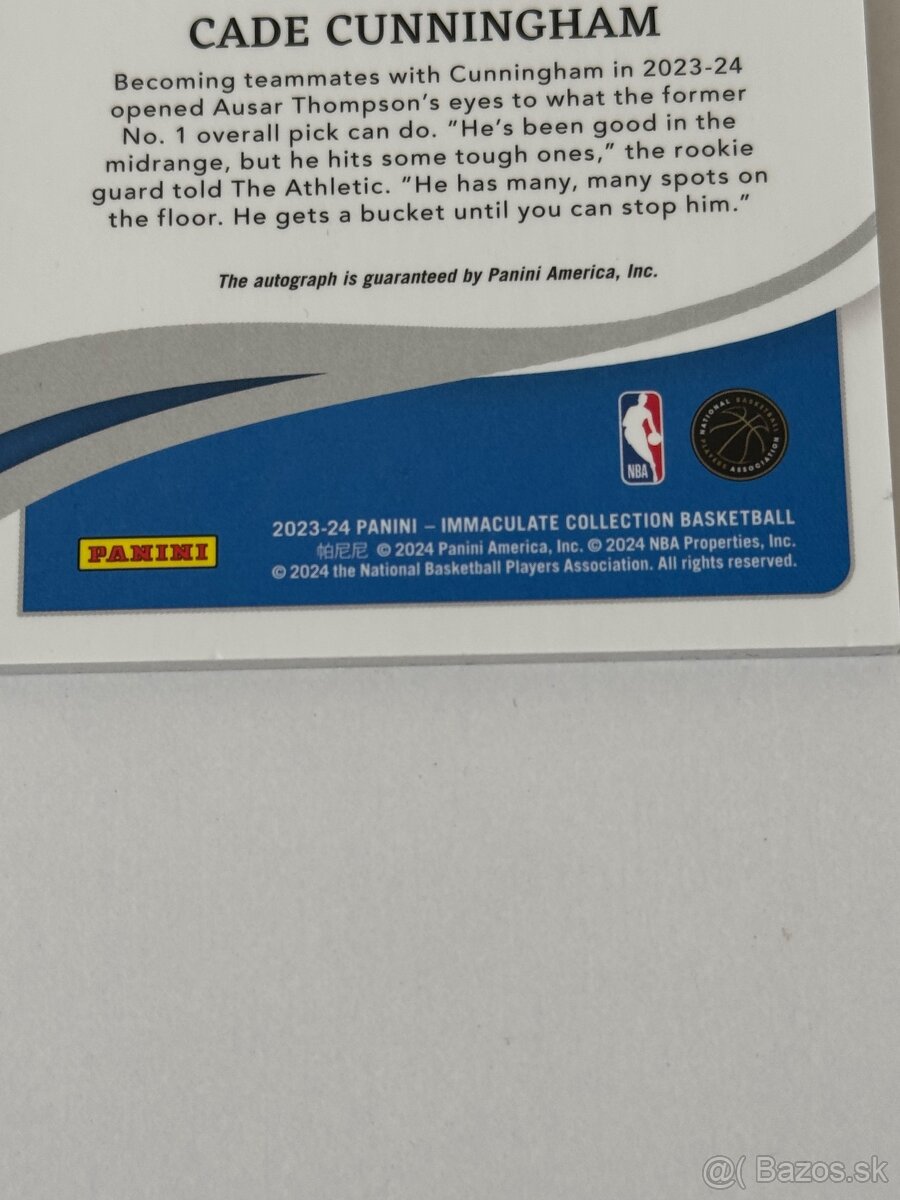 CADE CUNNINGHAM
Becoming teammates with Cunningham in 2023-24
opened Ausar Thompson's eyes to what the former
No. 1 overall pick can do. "He's been good in the
midrange, but he hits some tough ones," the rookie
guard told The Athletic. "He has many, many spots on
the floor. He gets a bucket until you can stop him."
The autograph is guaranteed by Panini America, Inc.
NBA
NATIONAL BASKETBALL
PLAYERS ASSOCIATION
PANINI
2023-24 PANINI – IMMACULATE COLLECTION BASKETBALL
帕尼尼 © 2024 Panini America, Inc. © 2024 NBA Properties, Inc.
© 2024 the National Basketball Players Association. All rights reserved.
@( Bazos.sk